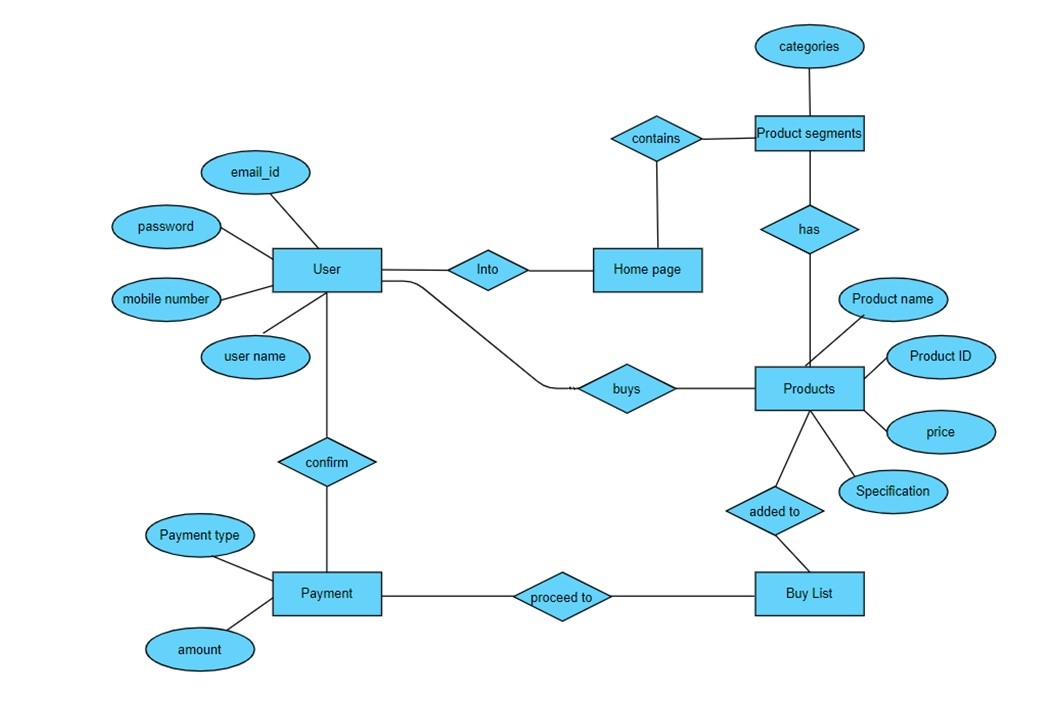 categories
Product segments
contains
email_id
password
has
User
Into
Home page
mobile number
Product name
user name
Product ID
buys
Products
price
confirm
Specification
added to
Payment type
Payment
proceed to
Buy List
amount